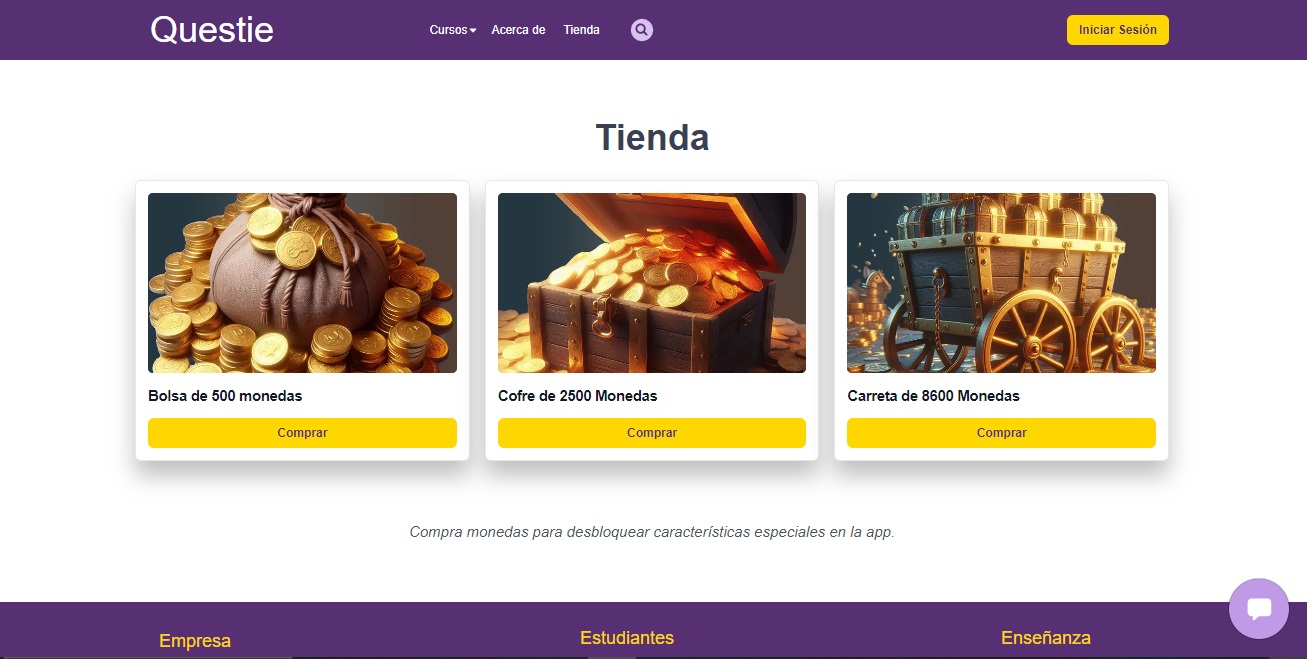 Questie
Cursos
Acerca de
Tienda
Iniciar Sesión
Tienda
Bolsa de 500 monedas
Cofre de 2500 Monedas
Carreta de 8600 Monedas
Comprar
Comprar
Comprar
Compra monedas para desbloquear características especiales en la app.
Empresa
Estudiantes
Enseñanza